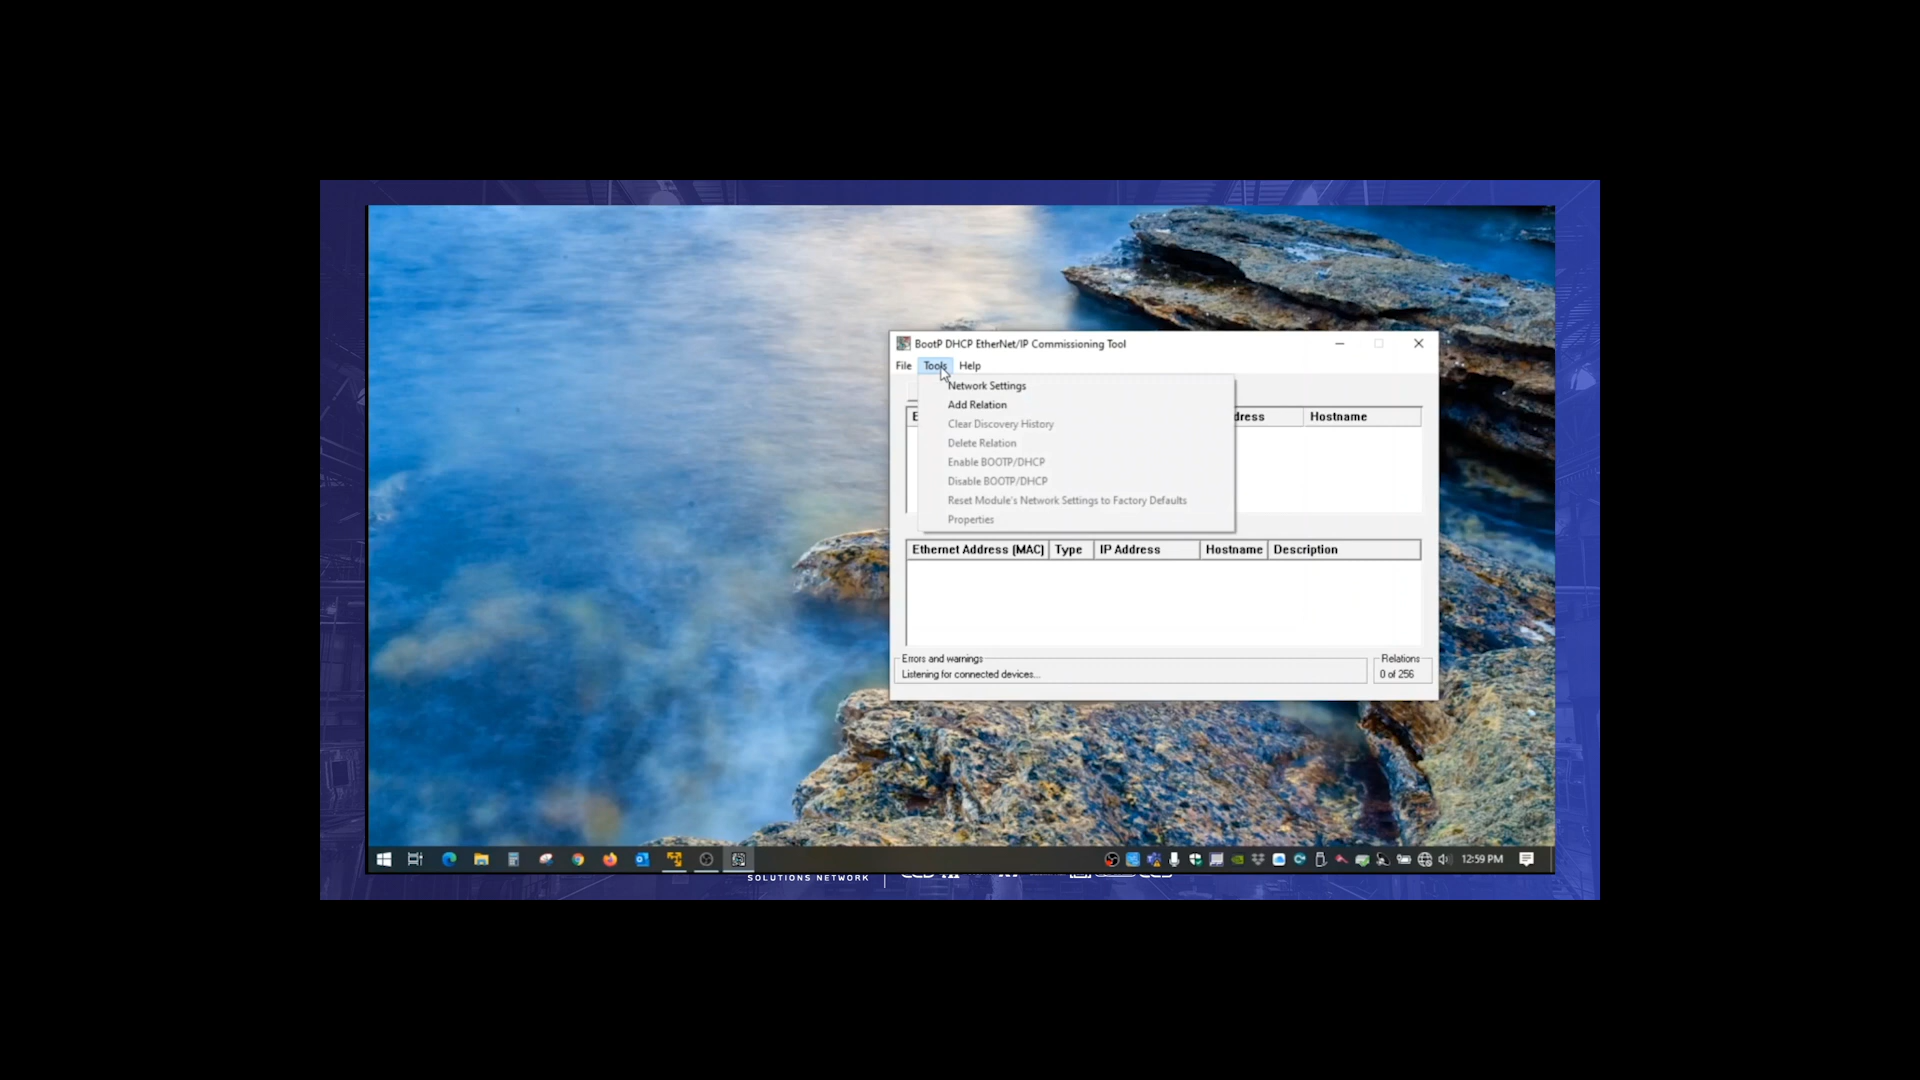 BootP DHCP EtherNet/IP Commissioning Tool
File Tools Help
Network Settings
Add Relation
Clear Discovery History
Delete Relation
Enable BOOTP/DHCP
Disable BOOTP/DHCP
Reset Module's Network Settings to Factory Defaults
Properties
E dress Hostname
Ethernet Address (MAC) Type IP Address Hostname Description
Errors and warnings Relations
Listening for connected devices... 0 of 256
12:59 PM
SOLUTIONS NETWORK